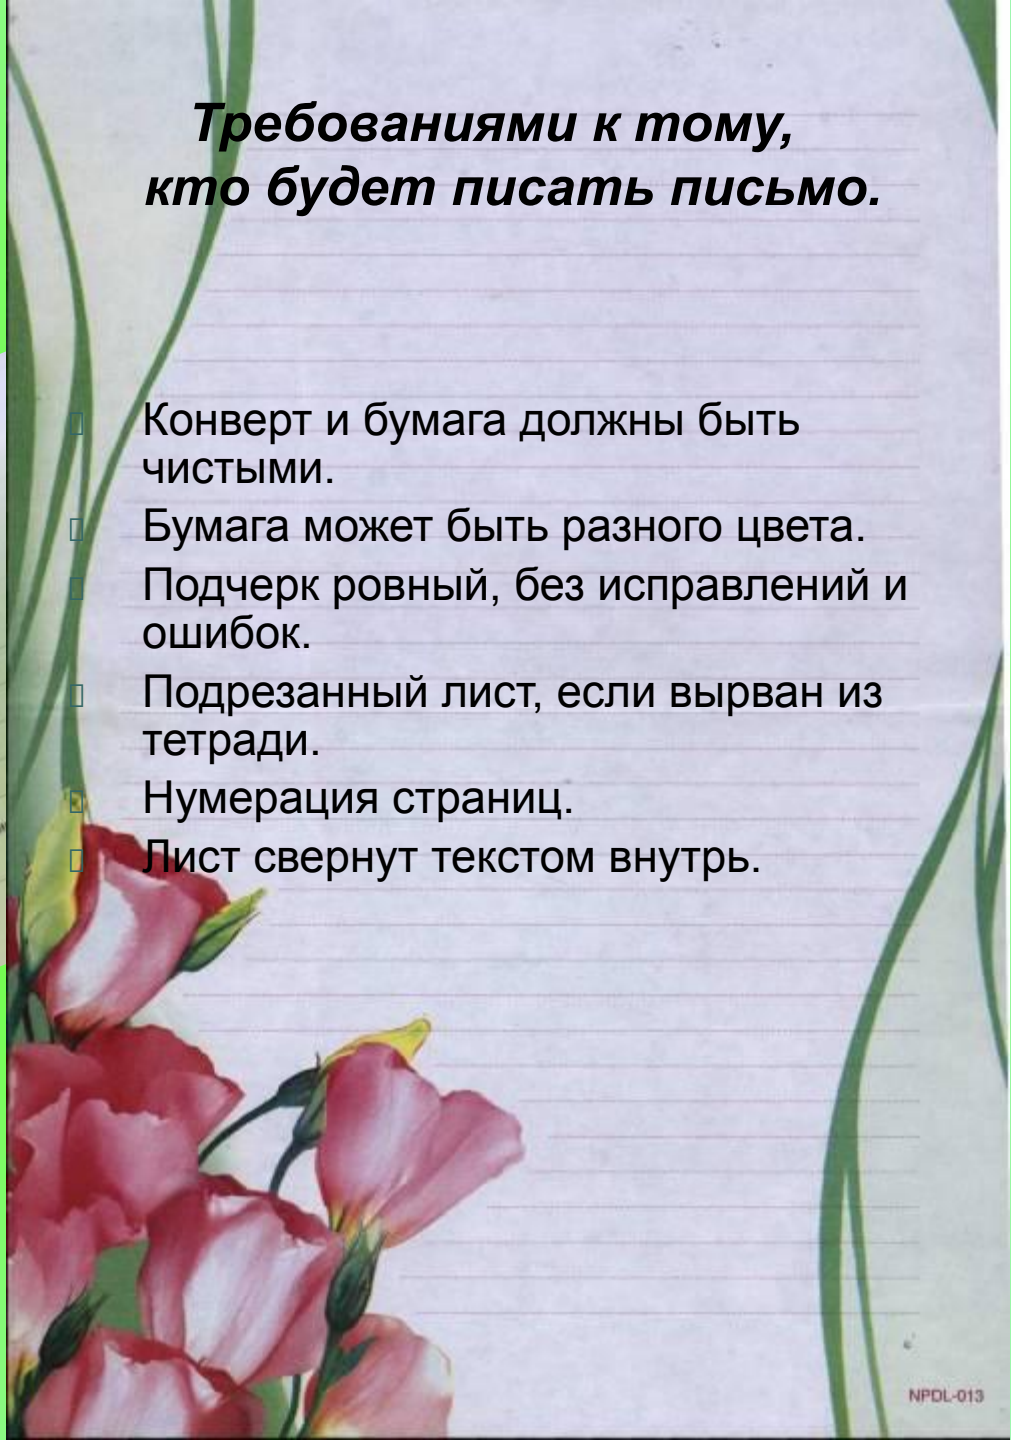 Требованиями к тому,
кто будет писать письмо.
Конверт и бумага должны быть
чистыми.
Бумага может быть разного цвета.
Подчерк ровный, без исправлений и
ошибок.
Подрезанный лист, если вырван из
тетради.
Нумерация страниц.
Лист свернут текстом внутрь.
NPDL-013